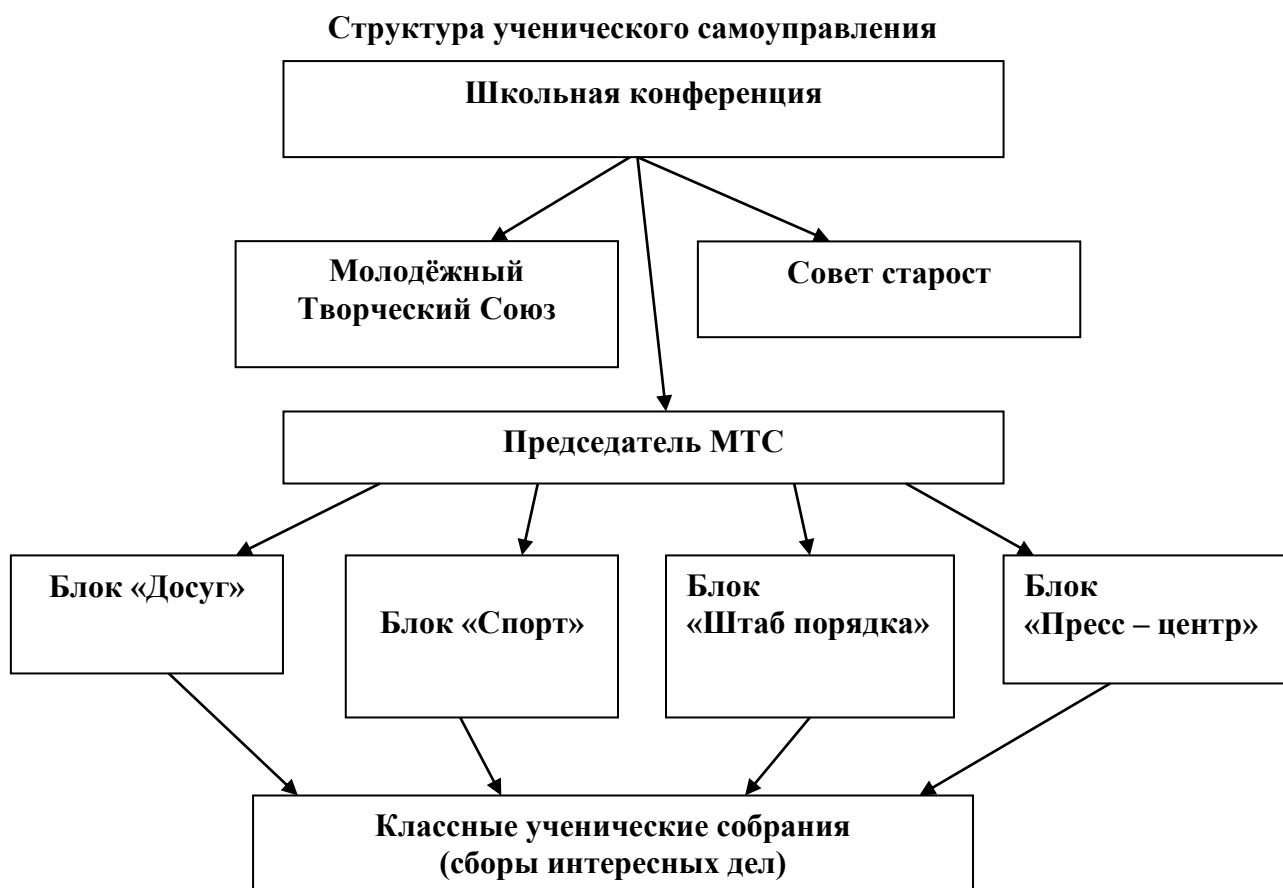 Структура ученического самоуправления
Школьная конференция
Молодёжный
Творческий Союз
Совет старост
Председатель МТС
Блок «Досуг»
Блок «Спорт»
Блок
«Штаб порядка»
Блок
«Пресс – центр»
Классные ученические собрания
(сборы интересных дел)